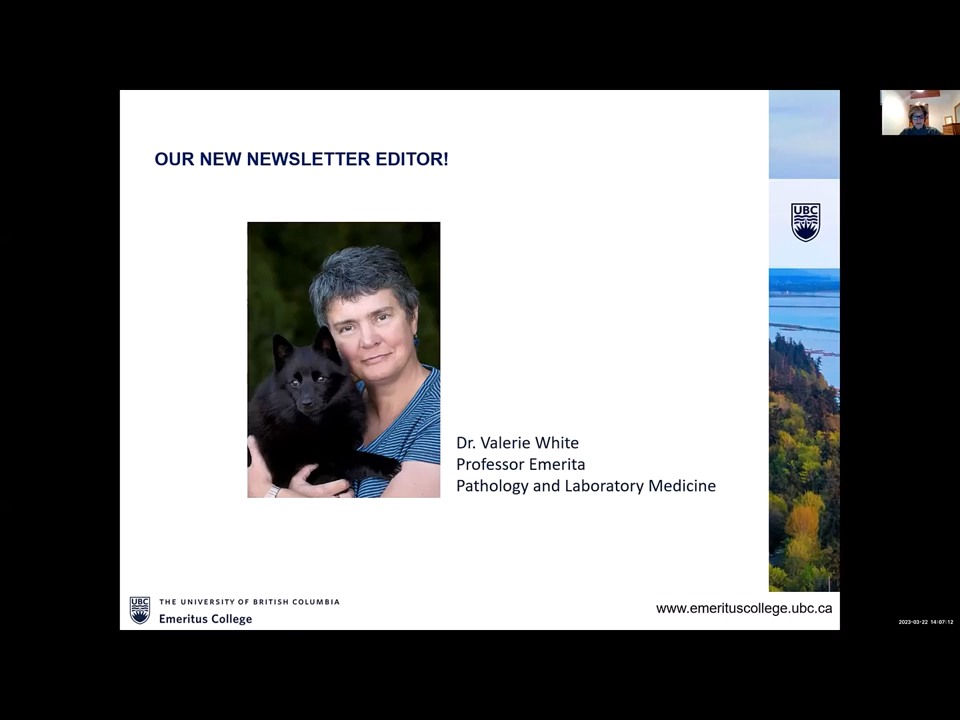 OUR NEW NEWSLETTER EDITOR!
UBC
Dr. Valerie White
Professor Emerita
Pathology and Laboratory Medicine
UBC
THE UNIVERSITY OF BRITISH COLUMBIA
Emeritus College
www.emerituscollege.ubc.ca
2023-03-22 14:07:12